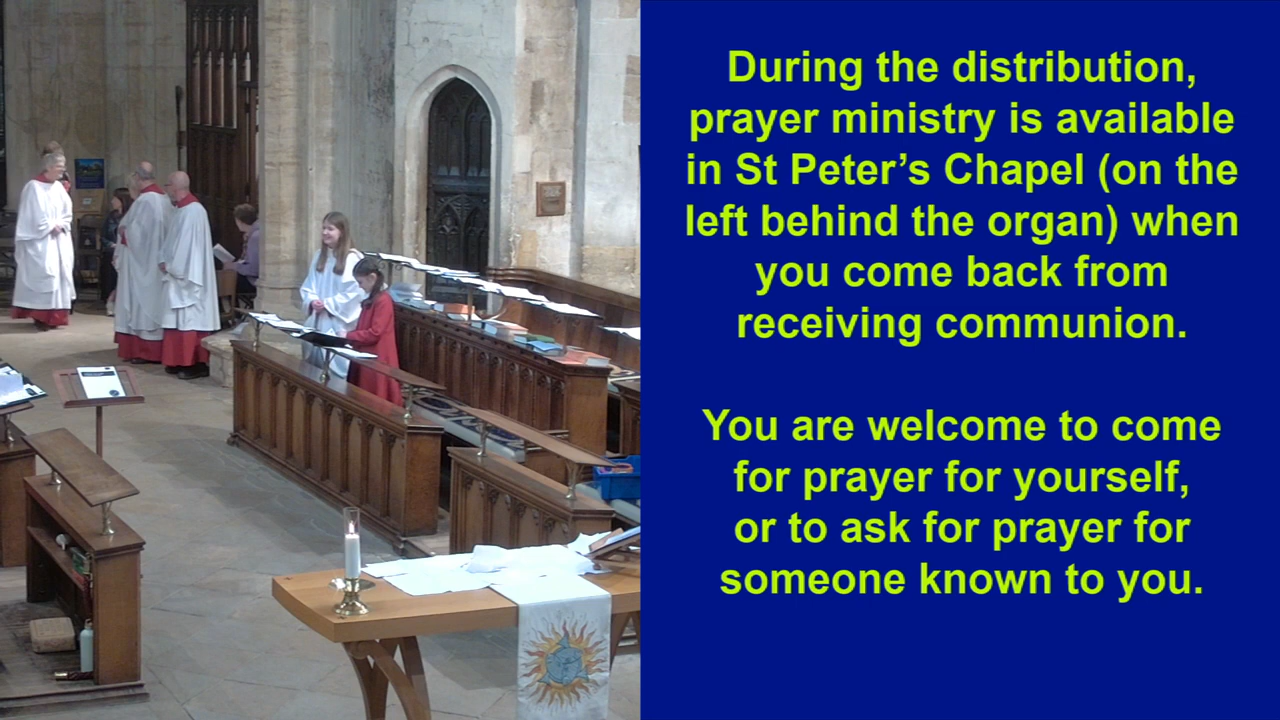 During the distribution,
prayer ministry is available
in St Peter’s Chapel (on the
left behind the organ) when
you come back from
receiving communion.
You are welcome to come
for prayer for yourself,
or to ask for prayer for
someone known to you.